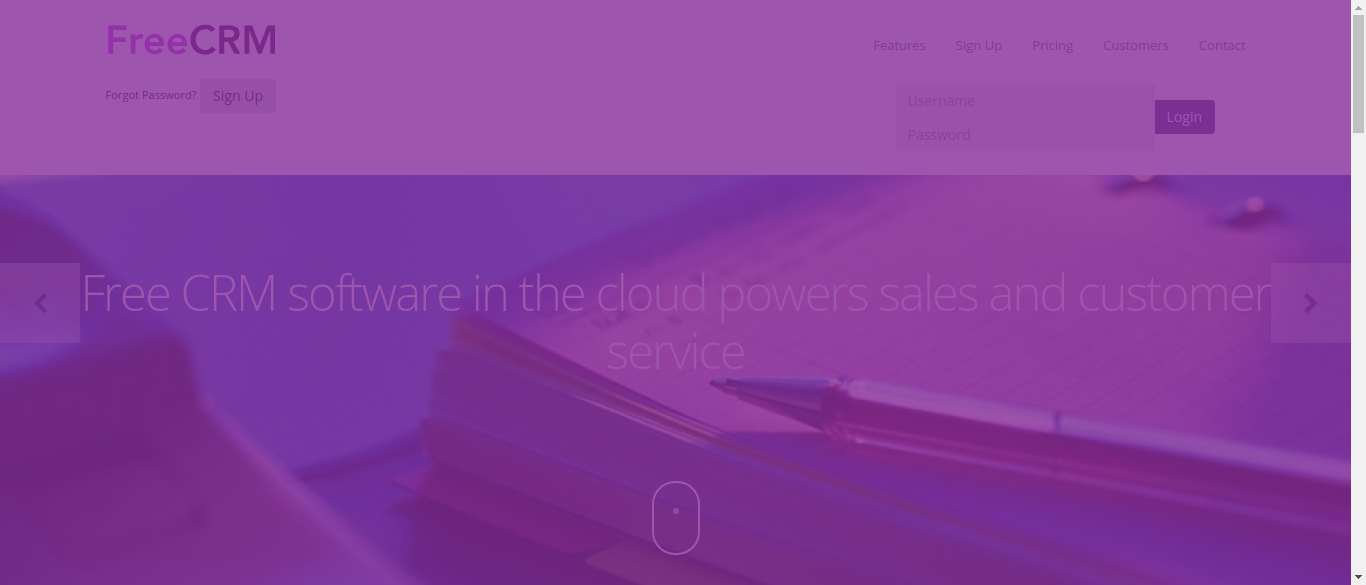 FreeCRM
Features Sign Up Pricing Customers Contact
Forgot Password? Sign Up
Username
Password
Login
Free CRM software in the cloud powers sales and customer
service